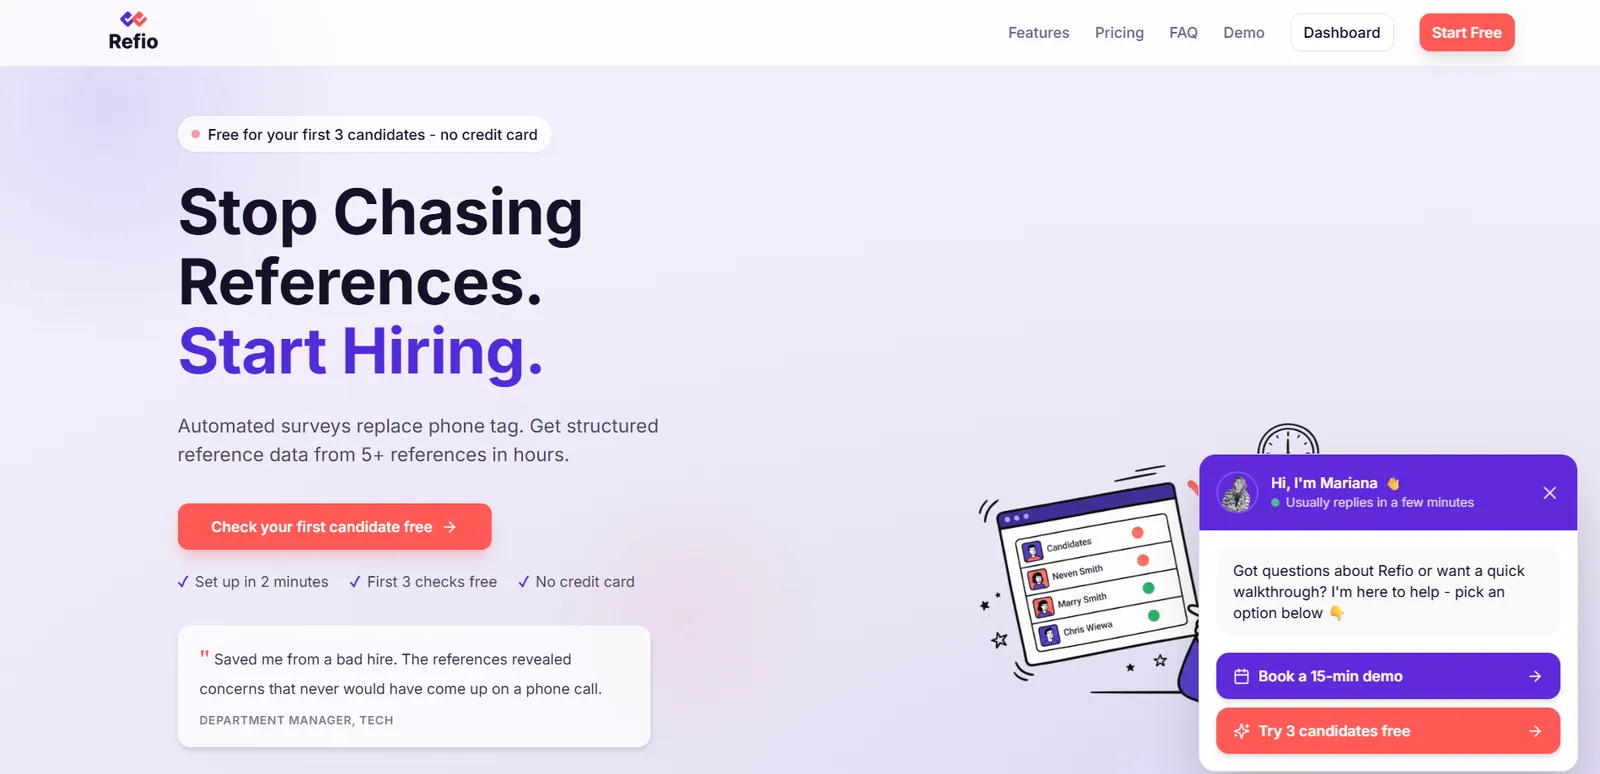 Refio
Features
Pricing
FAQ
Demo
Dashboard
Start Free
Free for your first 3 candidates - no credit card
Stop Chasing
References.
Start Hiring.
Automated surveys replace phone tag. Get structured
reference data from 5+ references in hours.
Check your first candidate free →
✓ Set up in 2 minutes
✓ First 3 checks free
✓ No credit card
" Saved me from a bad hire. The references revealed
concerns that never would have come up on a phone call.
DEPARTMENT MANAGER, TECH
Candidates
Neven Smith
Marry Smith
Chris Wiewa
Hi, I'm Mariana 👋
Usually replies in a few minutes
Got questions about Refio or want a quick
walkthrough? I'm here to help - pick an
option below 👇
Book a 15-min demo →
Try 3 candidates free →